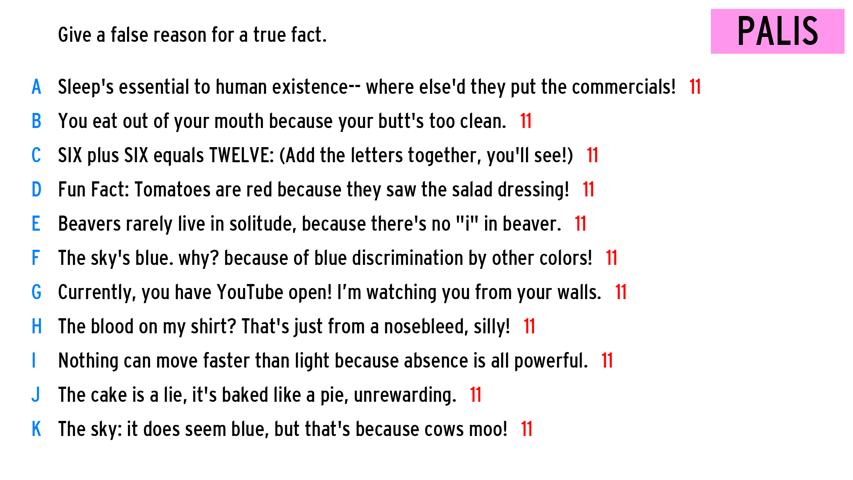 Give a false reason for a true fact.
PALIS
A Sleep's essential to human existence-- where else'd they put the commercials! 11
B You eat out of your mouth because your butt's too clean. 11
C SIX plus SIX equals TWELVE: (Add the letters together, you'll see!) 11
D Fun Fact: Tomatoes are red because they saw the salad dressing! 11
E Beavers rarely live in solitude, because there's no "i" in beaver. 11
F The sky's blue. why? because of blue discrimination by other colors! 11
G Currently, you have YouTube open! I’m watching you from your walls. 11
H The blood on my shirt? That's just from a nosebleed, silly! 11
I Nothing can move faster than light because absence is all powerful. 11
J The cake is a lie, it's baked like a pie, unrewarding. 11
K The sky: it does seem blue, but that's because cows moo! 11